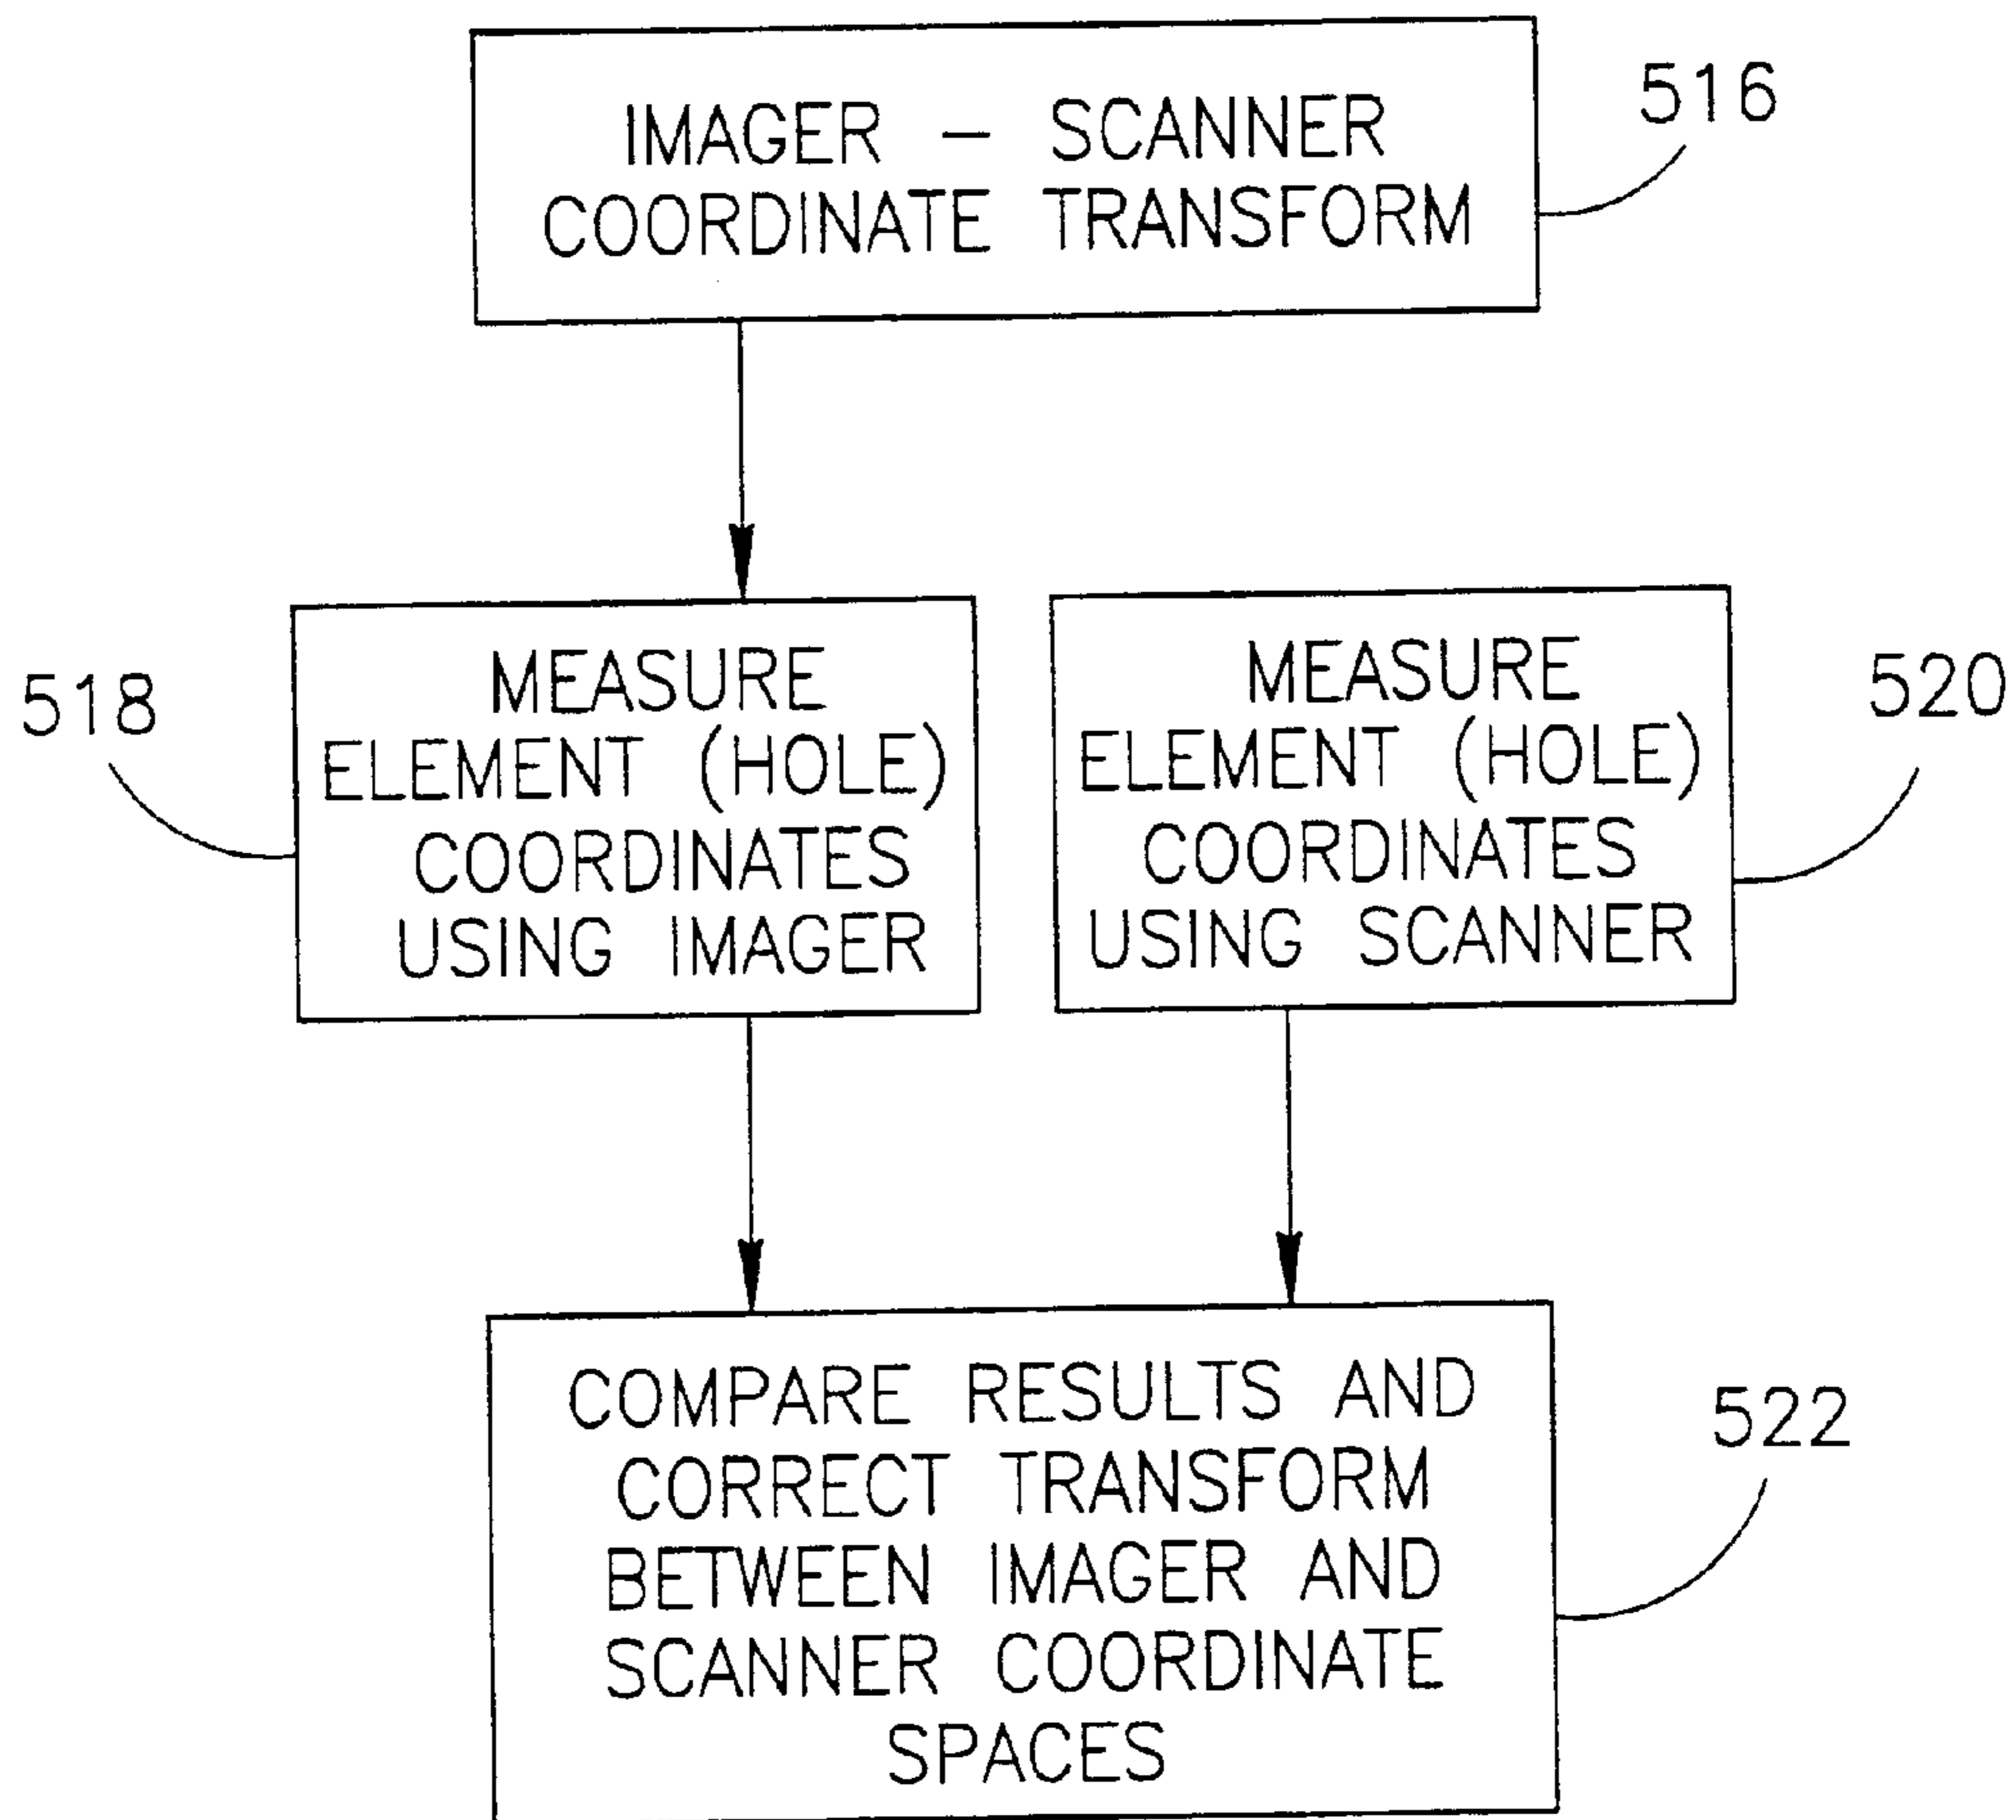 IMAGER – SCANNER
COORDINATE TRANSFORM
516
518
MEASURE
ELEMENT (HOLE)
COORDINATES
USING IMAGER
MEASURE
ELEMENT (HOLE)
COORDINATES
USING SCANNER
520
COMPARE RESULTS AND
CORRECT TRANSFORM
BETWEEN IMAGER AND
SCANNER COORDINATE
SPACES
522